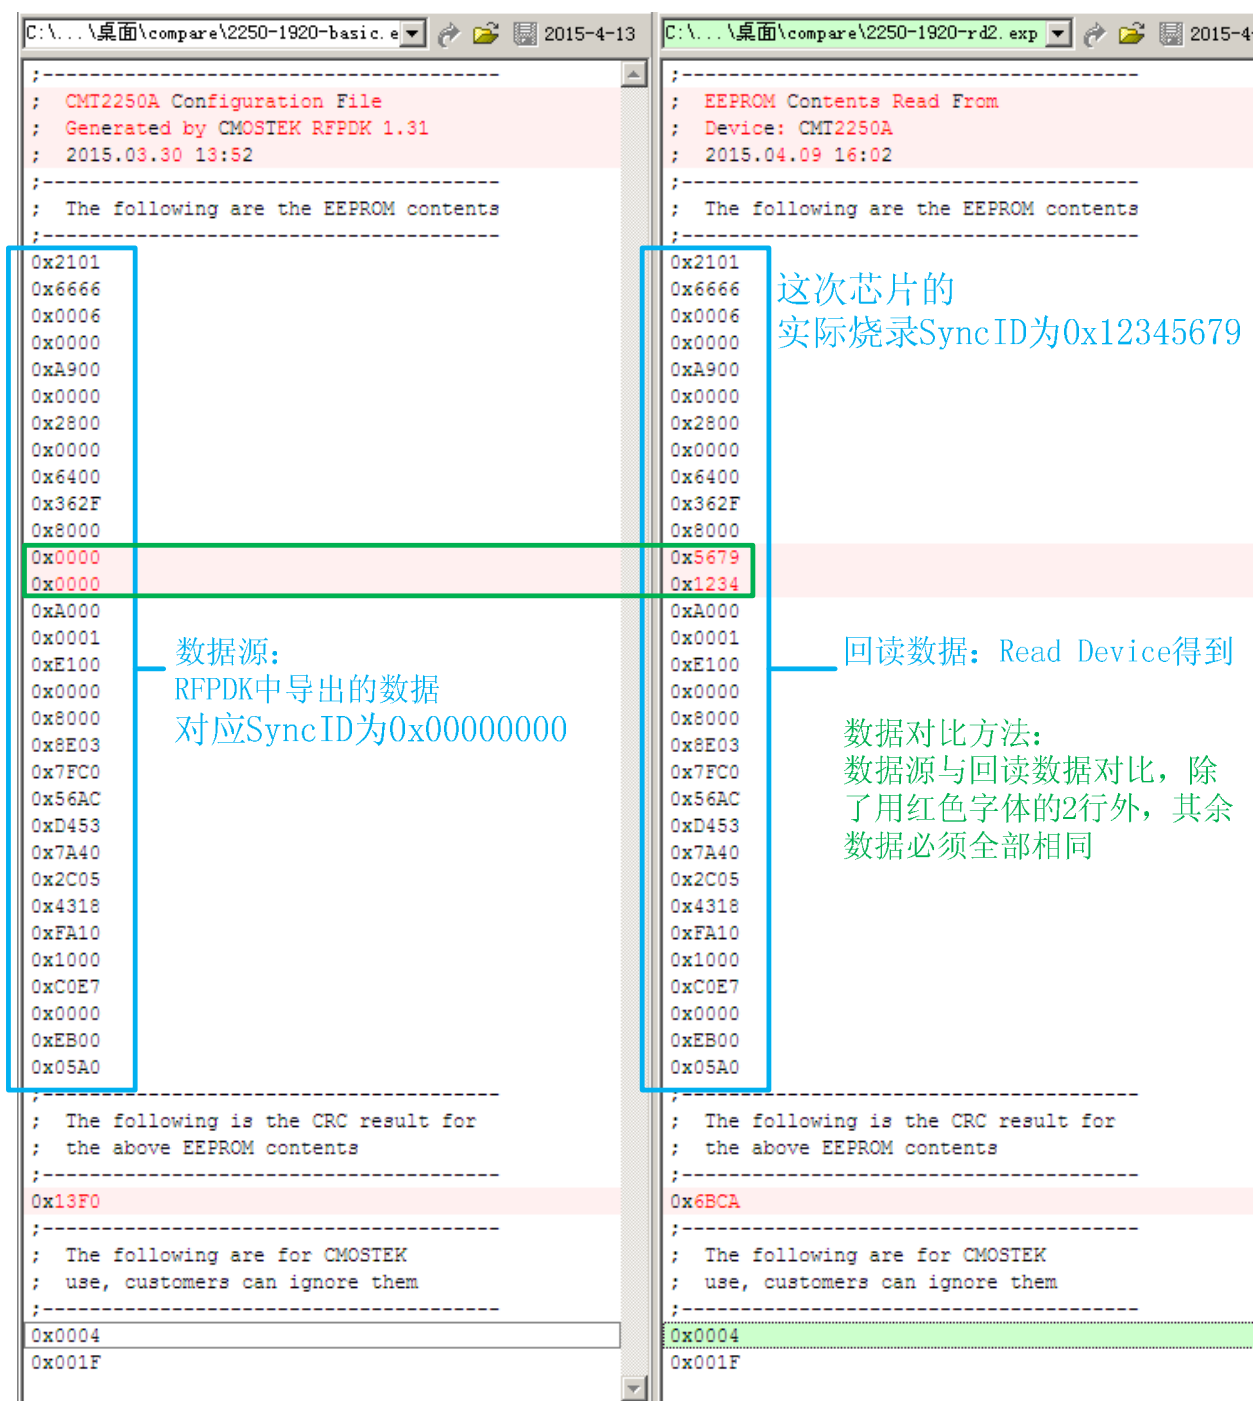 C:\...\桌面\compare\2250-1920-basic.e 2015-4-13
;---------------------------------------
;  CMT2250A Configuration File
;  Generated by CMOSTEK RFPDK 1.31
;  2015.03.30 13:52
;---------------------------------------
;  The following are the EEPROM contents
;---------------------------------------
0x2101
0x6666
0x0006
0x0000
0xA900
0x0000
0x2800
0x0000
0x6400
0x362F
0x8000
0x0000
0x0000
0xA000
0x0001
0xE100
0x0000
0x8000
0x8E03
0x7FC0
0x56AC
0xD453
0x7A40
0x2C05
0x4318
0xFA10
0x1000
0xC0E7
0x0000
0xEB00
0x05A0
数据源：
RFPDK中导出的数据
对应SyncID为0x00000000
;---------------------------------------
;  The following is the CRC result for
;  the above EEPROM contents
;---------------------------------------
0x13F0
;---------------------------------------
;  The following are for CMOSTEK
;  use, customers can ignore them
;---------------------------------------
0x0004
0x001F
C:\...\桌面\compare\2250-1920-rd2.exp 2015-4-
;---------------------------------------
;  EEPROM Contents Read From
;  Device: CMT2250A
;  2015.04.09 16:02
;---------------------------------------
;  The following are the EEPROM contents
;---------------------------------------
0x2101
0x6666
0x0006
0x0000
0xA900
0x0000
0x2800
0x0000
0x6400
0x362F
0x8000
0x5679
0x1234
0xA000
0x0001
0xE100
0x0000
0x8000
0x8E03
0x7FC0
0x56AC
0xD453
0x7A40
0x2C05
0x4318
0xFA10
0x1000
0xC0E7
0x0000
0xEB00
0x05A0
这次芯片的
实际烧录SyncID为0x12345679
回读数据：Read Device得到
数据对比方法：
数据源与回读数据对比，除
了用红色字体的2行外，其余
数据必须全部相同
;---------------------------------------
;  The following is the CRC result for
;  the above EEPROM contents
;---------------------------------------
0x6BCA
;---------------------------------------
;  The following are for CMOSTEK
;  use, customers can ignore them
;---------------------------------------
0x0004
0x001F